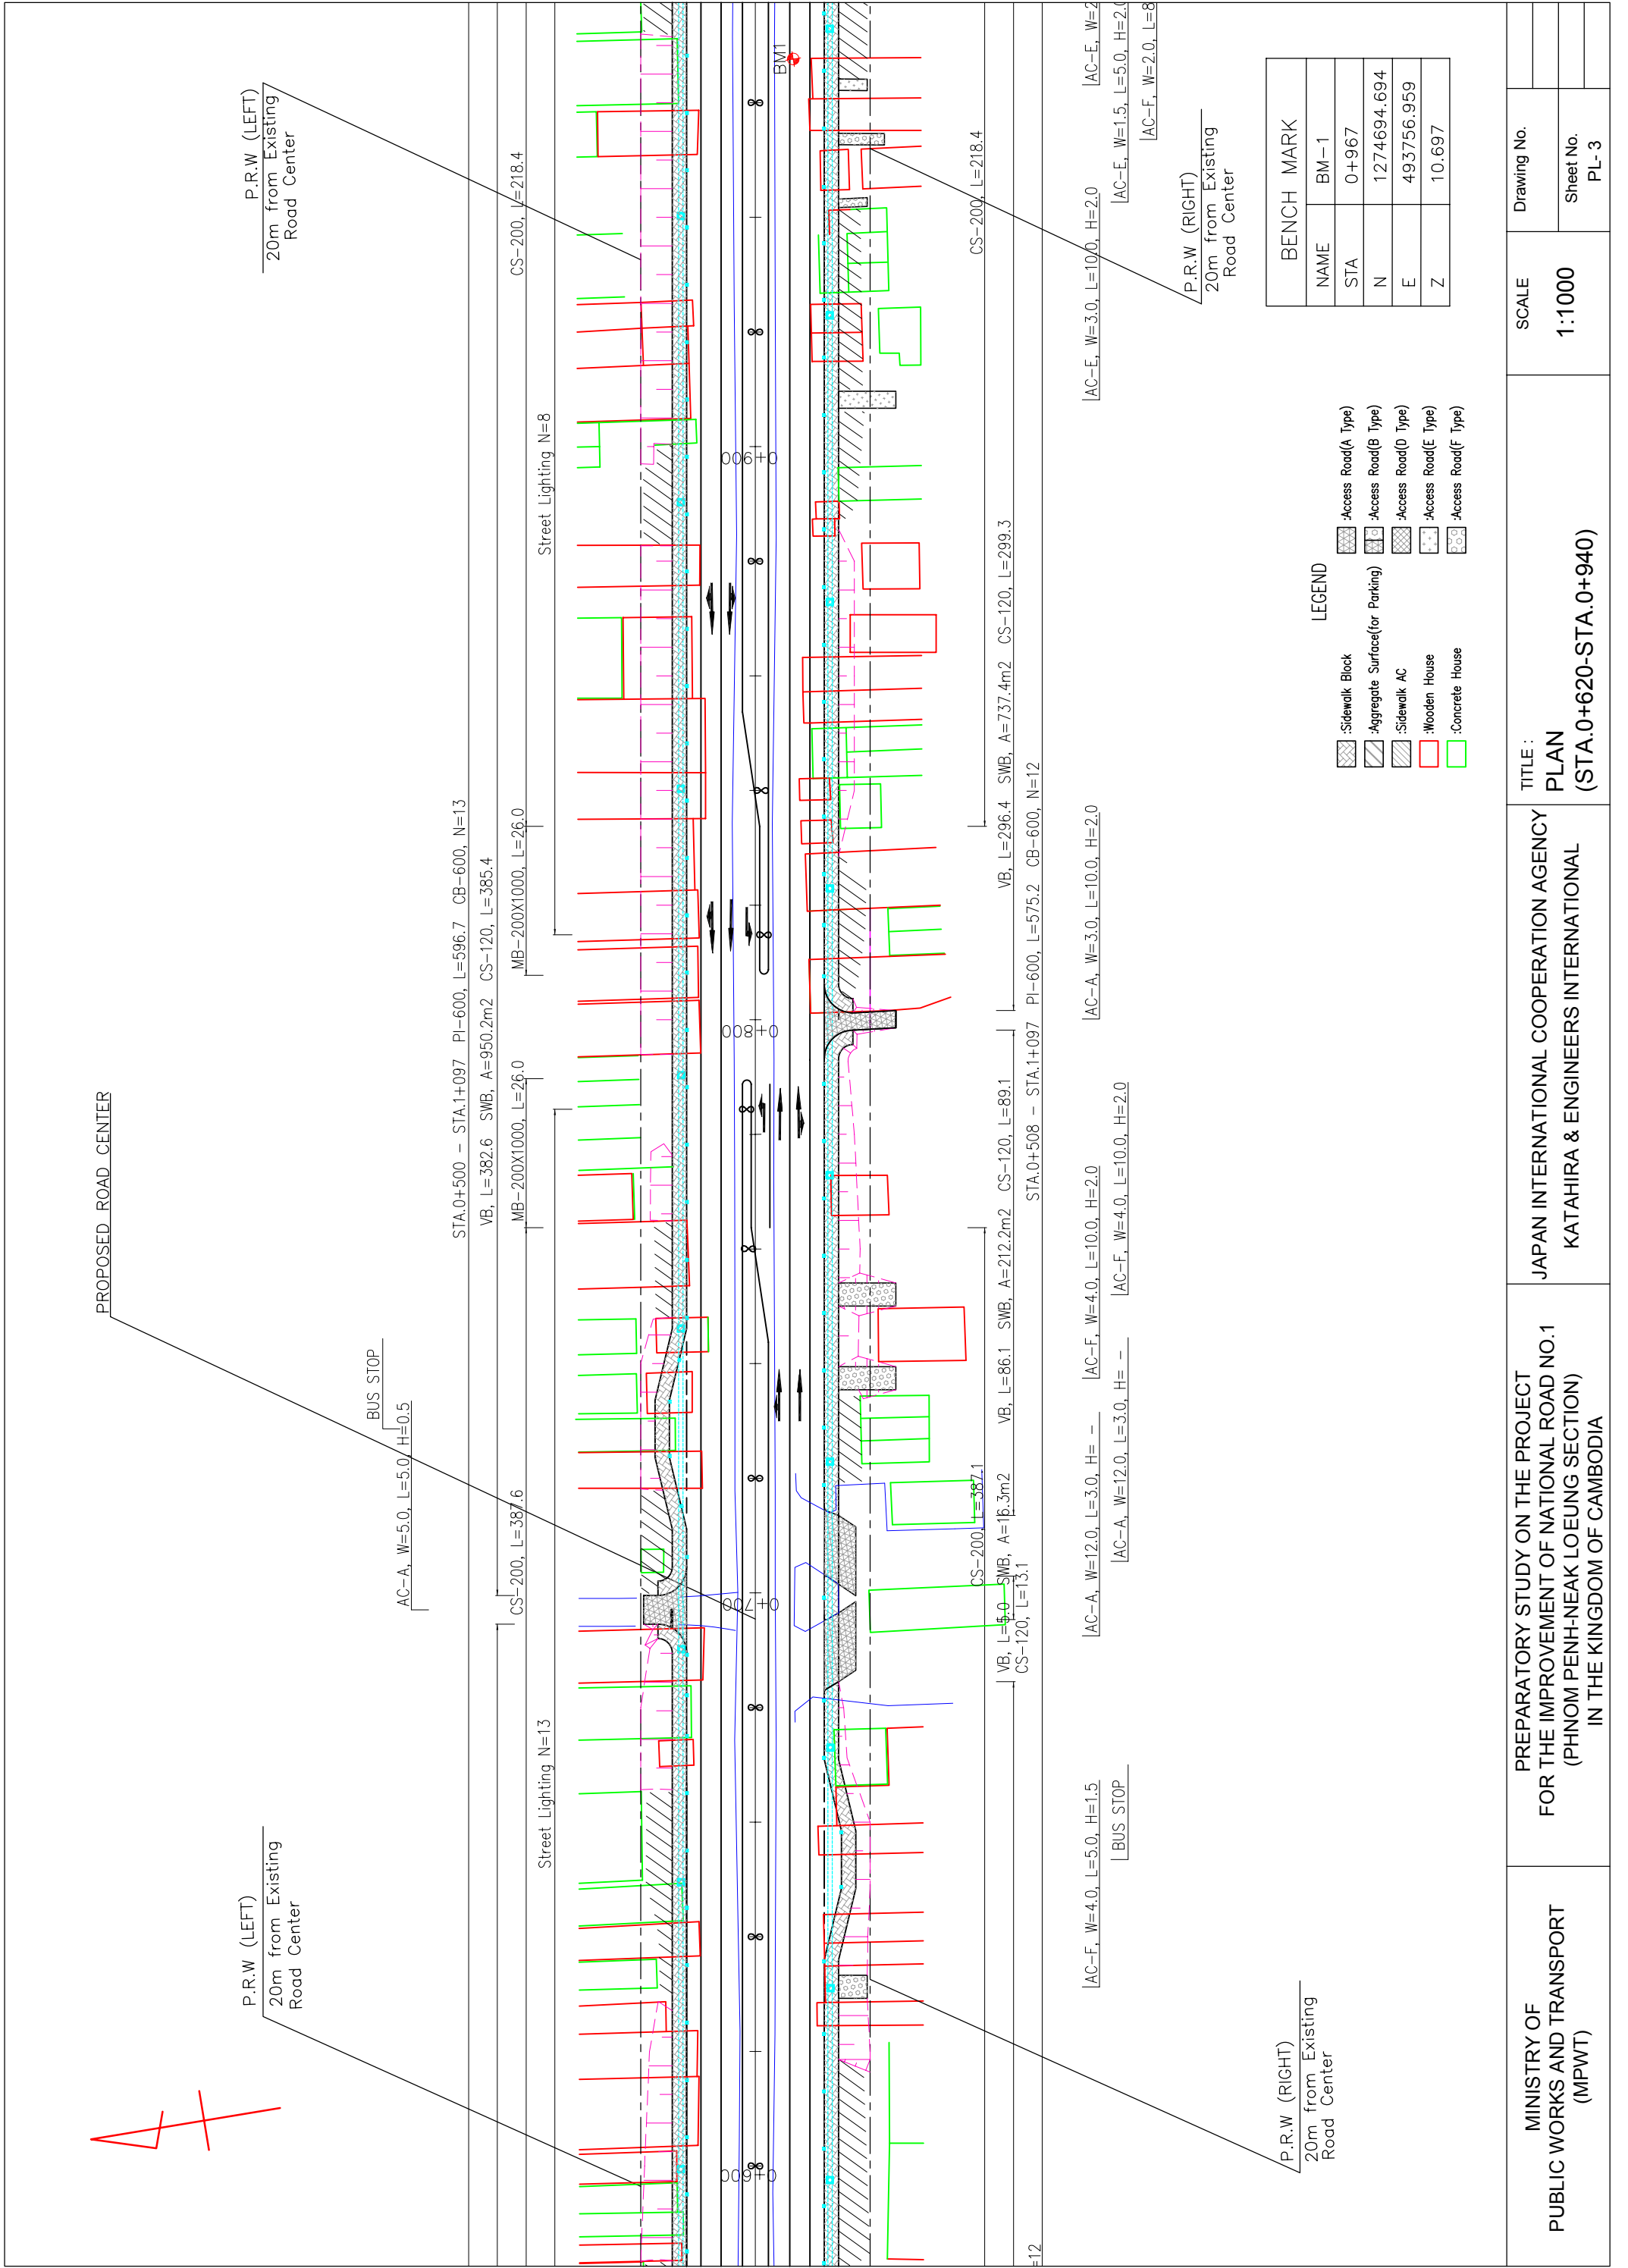 PROPOSED ROAD CENTER
P.R.W (LEFT)
20m from Existing
Road Center
P.R.W (LEFT)
20m from Existing
Road Center
BUS STOP
AC-A, W=5.0, L=5.0, H=0.5
STA.0+500 - STA.1+097 PI-600, L=596.7 CB-600, N=13
VB, L=382.6 SWB, A=950.2m2 CS-120, L=385.4
CS-200, L=387.6
MB-200X1000, L=26.0
MB-200X1000, L=26.0
CS-200, L=218.4
Street Lighting N=13
Street Lighting N=8
0+600
0+700
0+800
0+900
BM1
CS-200, L=387.1
CS-200, L=218.4
VB, L=5.0 SWB, A=16.3m2
CS-120, L=13.1
VB, L=86.1 SWB, A=212.2m2 CS-120, L=89.1
VB, L=296.4 SWB, A=737.4m2 CS-120, L=299.3
=12
STA.0+508 - STA.1+097 PI-600, L=575.2 CB-600, N=12
AC-F, W=4.0, L=5.0, H=1.5
BUS STOP
AC-A, W=12.0, L=3.0, H= -
AC-A, W=12.0, L=3.0, H= -
AC-F, W=4.0, L=10.0, H=2.0
AC-F, W=4.0, L=10.0, H=2.0
AC-A, W=3.0, L=10.0, H=2.0
AC-E, W=3.0, L=10.0, H=2.0
AC-E, W=1.5, L=5.0, H=2.0
AC-E, W=2
AC-F, W=2.0, L=8
P.R.W (RIGHT)
20m from Existing
Road Center
P.R.W (RIGHT)
20m from Existing
Road Center
LEGEND
:Sidewalk Block
:Aggregate Surface(for Parking)
:Sidewalk AC
:Wooden House
:Concrete House
:Access Road(A Type)
:Access Road(B Type)
:Access Road(D Type)
:Access Road(E Type)
:Access Road(F Type)
BENCH MARK
NAME BM-1
STA 0+967
N 1274694.694
E 493756.959
Z 10.697
MINISTRY OF
PUBLIC WORKS AND TRANSPORT
(MPWT)
PREPARATORY STUDY ON THE PROJECT
FOR THE IMPROVEMENT OF NATIONAL ROAD NO.1
(PHNOM PENH-NEAK LOEUNG SECTION)
IN THE KINGDOM OF CAMBODIA
JAPAN INTERNATIONAL COOPERATION AGENCY
KATAHIRA & ENGINEERS INTERNATIONAL
TITLE :
PLAN
(STA.0+620-STA.0+940)
SCALE
1:1000
Drawing No.
Sheet No.
PL- 3